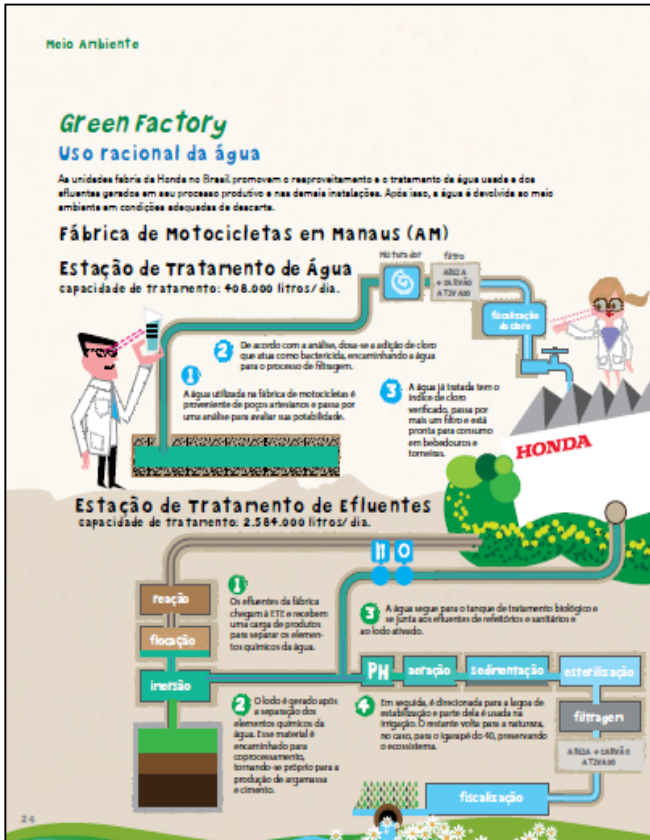 Meio Ambiente
Green Factory
Uso racional da água
As unidades fabris da Honda no Brasil promovem o reaproveitamento e o tratamento da água usada e dos
efluentes gerados em seu processo produtivo e nas demais instalações. Após isso, a água é devolvida ao meio
ambiente em condições adequadas de descarte.
Fábrica de Motocicletas em Manaus (AM)
Estação de Tratamento de Água
capacidade de tratamento: 408.000 litros/dia.
Misturador
filtro
AREIA
+ CARVÃO
ATIVADO
fiscalização
do cloro
2 De acordo com a análise, dosa-se a adição de cloro
que atua como bactericida, encaminhando a água
para o processo de filtragem.
1
A água utilizada na fábrica de motocicletas é
proveniente de poços artesianos e passa por
uma análise para avaliar sua potabilidade.
3 A água já tratada tem o
índice de cloro
verificado, passa por
mais um filtro e está
pronta para consumo
em bebedouros e
torneiras.
HONDA
Estação de Tratamento de Efluentes
capacidade de tratamento: 2.584.000 litros/dia.
reação
flocação
imersão
1
Os efluentes da fábrica
chegam à ETE e recebem
uma carga de produtos
para separar os elemen-
tos químicos da água.
3 A água segue para o tanque de tratamento biológico e
se junta aos efluentes de refeitórios e sanitários e
ao lodo ativado.
PH
aeração
sedimentação
esterilização
2 O lodo é gerado após
a separação dos
elementos químicos da
água. Esse material é
encaminhado para
coprocessamento,
tornando-se próprio para a
produção de argamassa
e cimento.
4 Em seguida, é direcionada para a lagoa de
estabilização e parte dela é usada na
irrigação. O restante volta para a natureza,
no caso, para o Igarapé do 40, preservando
o ecossistema.
filtragem
AREIA + CARVÃO
ATIVADO
fiscalização
24